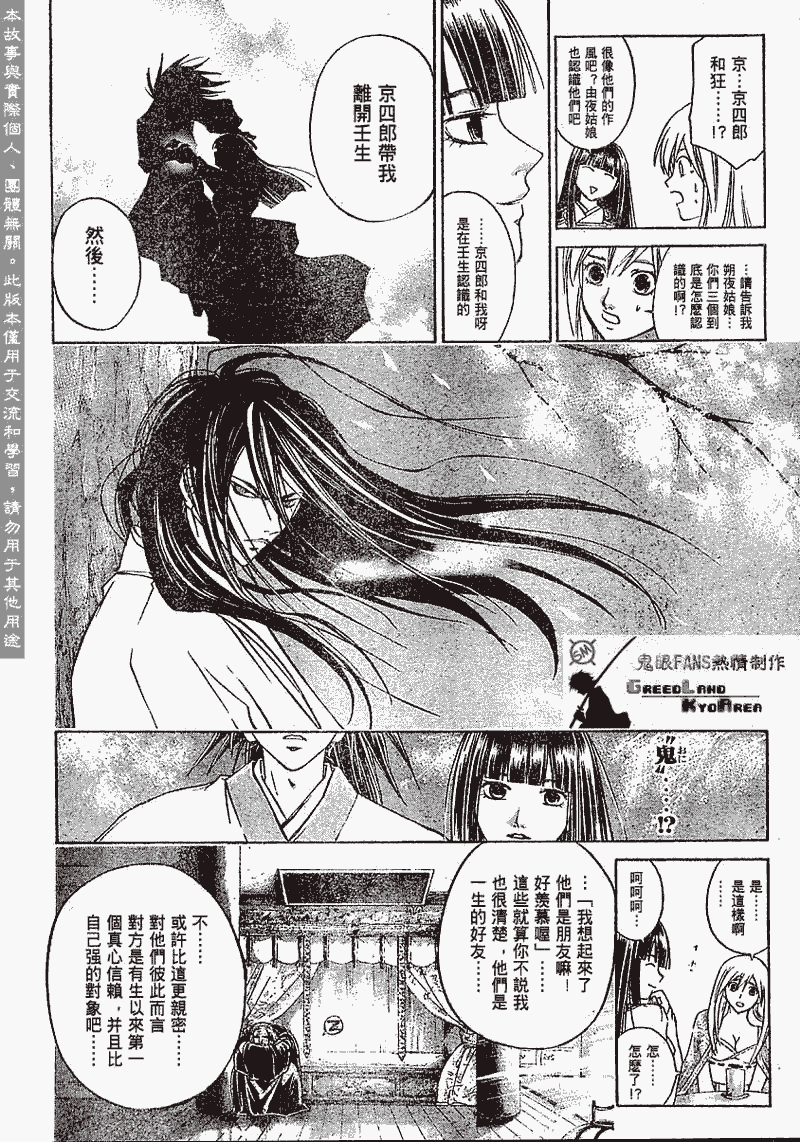 京…京四郎
和狂……!?
很像他們的作
風吧？由夜姑娘
也認識他們吧
…請告訴我
朔夜姑娘…
你們三個到
底是怎麼認
識的啊!?
……京四郎和我呀
是在壬生認識的
京四郎帶我
離開壬生
然後……
〝鬼〞……!?
おに
是……
是這樣啊
……
呵呵呵…
怎……
怎麼了!?
…「我想起來了
他們是朋友嘛！
好羨慕喔」……
這些就算你不說我
也很清楚，他們是
一生的好友……
不……
或許比這更親密……
對他們彼此而言
對方是有生以來第一
個真心信賴，并且比
自己强的對象吧……
本故事與實際個人、團體無關。此版本僅用于交流和學習，請勿用于其他用途
SM
鬼眼FANS熱情制作
GREEDLAND
KYOAREA